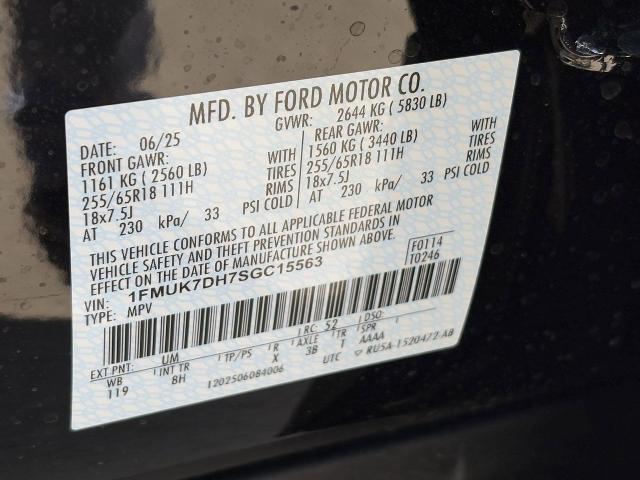 MFD. BY FORD MOTOR CO.
DATE: 06/25 GVWR: 2644 KG ( 5830 LB)
FRONT GAWR: WITH REAR GAWR: WITH
1161 KG ( 2560 LB) TIRES 1560 KG ( 3440 LB) TIRES
255/65R18 111H RIMS 255/65R18 111H RIMS
18x7.5J 18x7.5J
AT 230 kPa/ 33 PSI COLD AT 230 kPa/ 33 PSI COLD
THIS VEHICLE CONFORMS TO ALL APPLICABLE FEDERAL MOTOR
VEHICLE SAFETY AND THEFT PREVENTION STANDARDS IN
EFFECT ON THE DATE OF MANUFACTURE SHOWN ABOVE.
VIN: 1FMUK7DH7SGC15563 F0114
TYPE: MPV T0246
EXT PNT: UM RC: 52 DSO:
WB INT TR TP/PS R AXLE TR SPR
119 8H X 3B T AAAA
1202506084006 UTC ▽ RU5A-1520472-AB